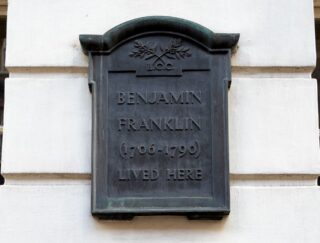 L.C.C.
BENJAMIN
FRANKLIN
(1706-1790)
LIVED HERE